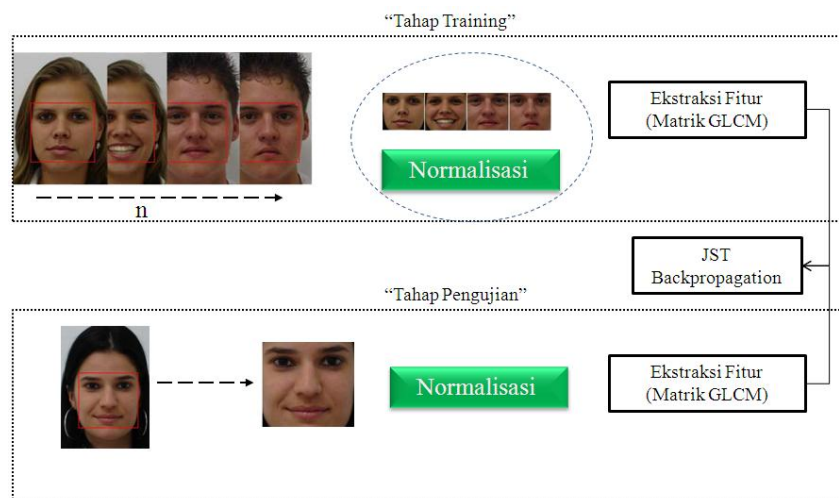 “Tahap Training”
Ekstraksi Fitur
(Matrik GLCM)
Normalisasi
n
JST
Backpropagation
“Tahap Pengujian”
Normalisasi
Ekstraksi Fitur
(Matrik GLCM)